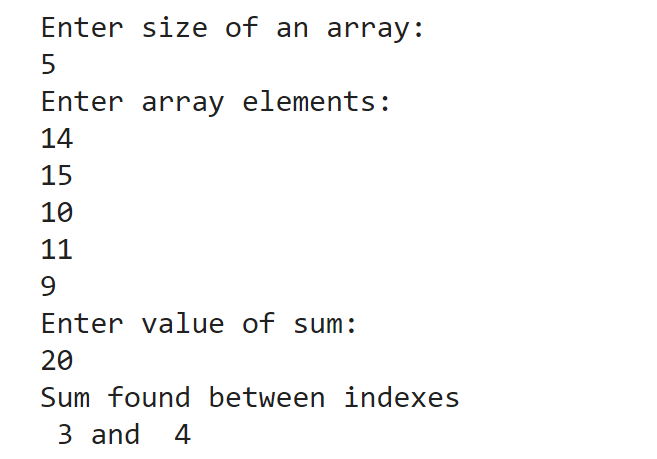 Enter size of an array:
5
Enter array elements:
14
15
10
11
9
Enter value of sum:
20
Sum found between indexes
 3 and  4